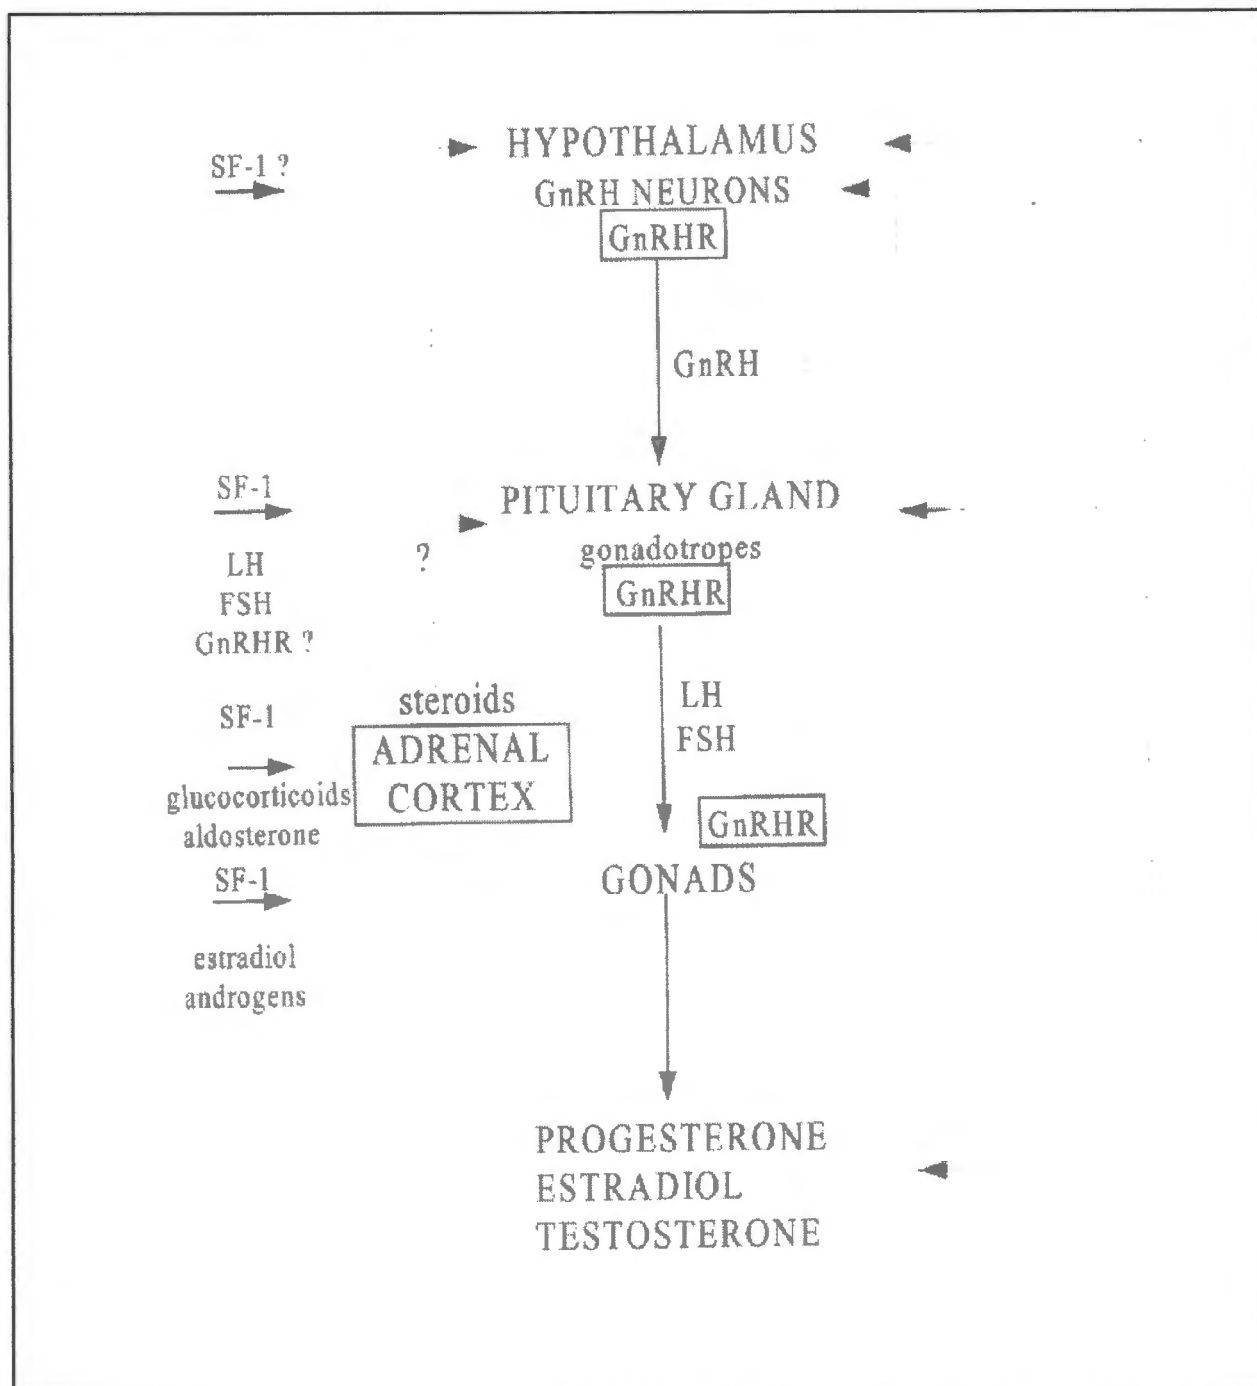 HYPOTHALAMUS
SF-1 ?
GnRH NEURONS
GnRHR
GnRH
SF-1
PITUITARY GLAND
gonadotropes
?
LH
FSH
GnRHR ?
GnRHR
steroids
LH
FSH
SF-1
ADRENAL
CORTEX
glucocorticoids
aldosterone
GnRHR
SF-1
GONADS
estradiol
androgens
PROGESTERONE
ESTRADIOL
TESTOSTERONE